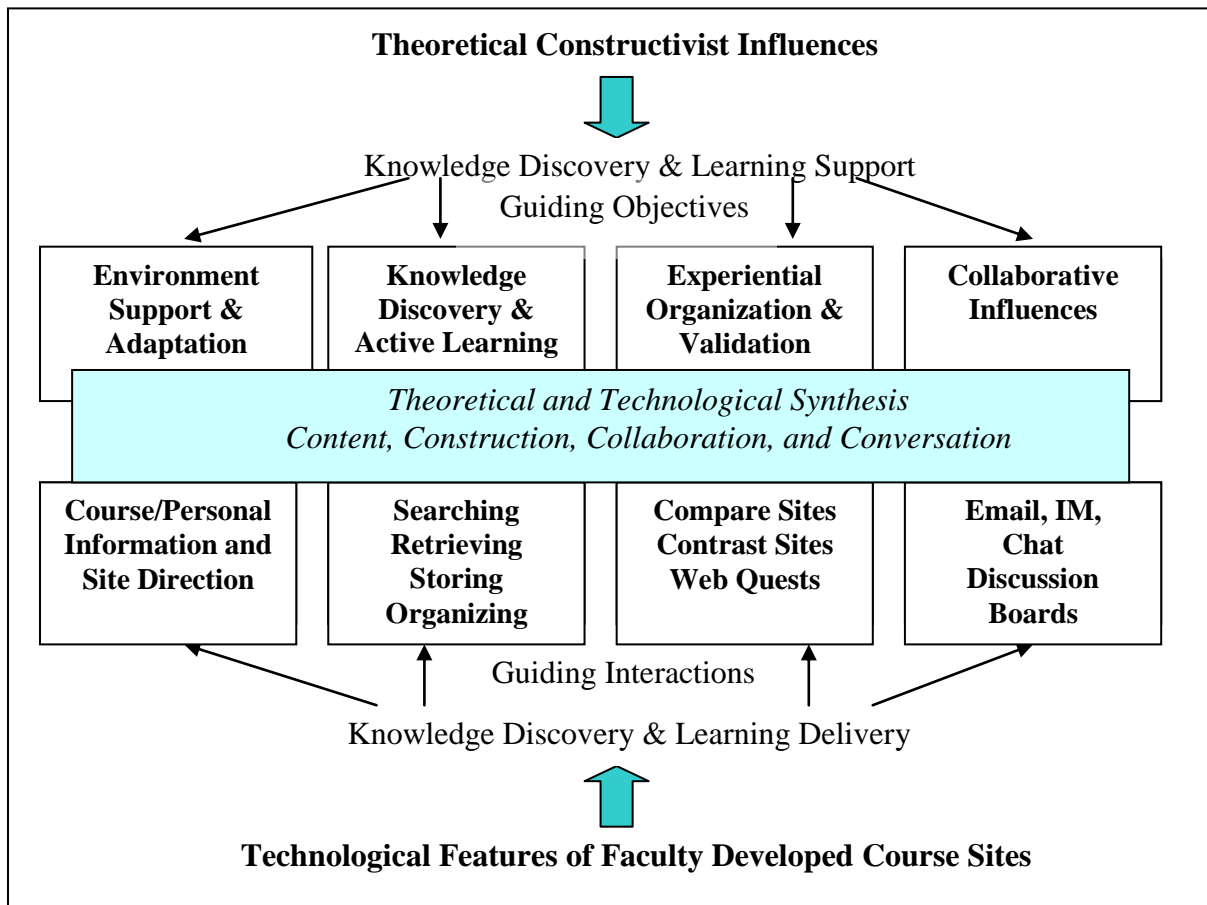 Theoretical Constructivist Influences
Knowledge Discovery & Learning Support
Guiding Objectives
Environment
Support &
Adaptation
Knowledge
Discovery &
Active Learning
Experiential
Organization &
Validation
Collaborative
Influences
Theoretical and Technological Synthesis
Content, Construction, Collaboration, and Conversation
Course/Personal
Information and
Site Direction
Searching
Retrieving
Storing
Organizing
Compare Sites
Contrast Sites
Web Quests
Email, IM,
Chat
Discussion
Boards
Guiding Interactions
Knowledge Discovery & Learning Delivery
Technological Features of Faculty Developed Course Sites